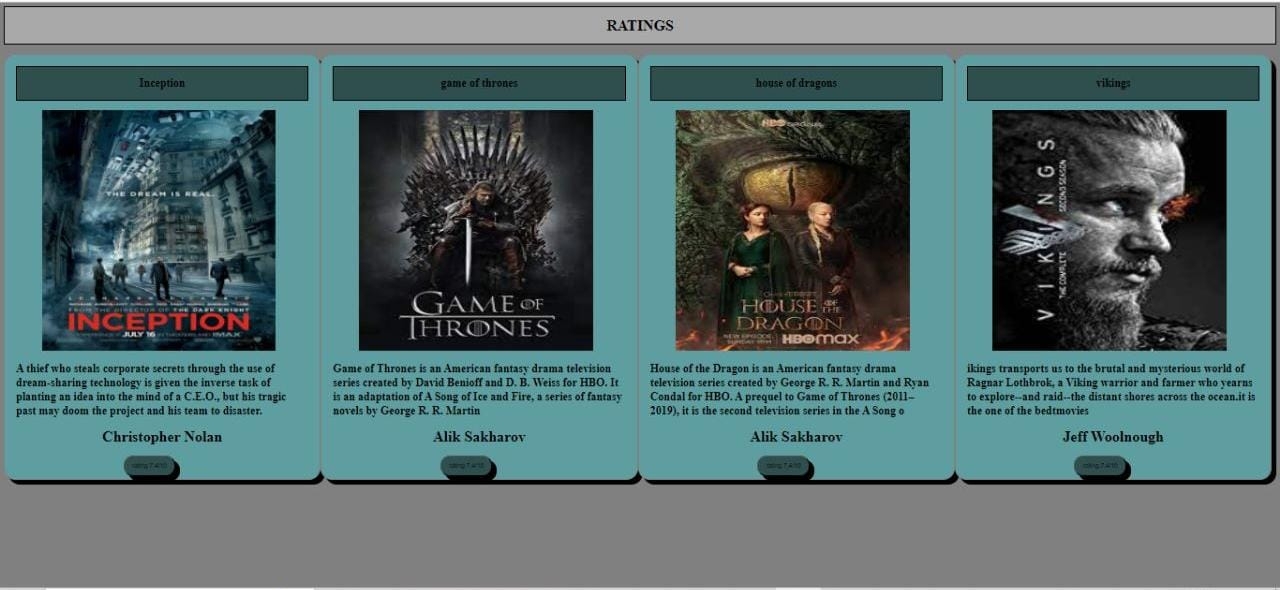 RATINGS
Inception
THE DREAM IS REAL.
FROM THE DIRECTOR OF THE DARK KNIGHT
INCEPTION
JULY 16 IN THEATERS AND IMAX
A thief who steals corporate secrets through the use of
dream-sharing technology is given the inverse task of
planting an idea into the mind of a C.E.O., but his tragic
past may doom the project and his team to disaster.
Christopher Nolan
rating 7.4/10
game of thrones
GAME OF
THRONES
Game of Thrones is an American fantasy drama television
series created by David Benioff and D. B. Weiss for HBO. It
is an adaptation of A Song of Ice and Fire, a series of fantasy
novels by George R. R. Martin
Alik Sakharov
rating 7.4/10
house of dragons
HBO
HOUSE OF THE
DRAGON
NEW EPISODE
SUNDAY 9PM
HBOMAX
House of the Dragon is an American fantasy drama
television series created by George R. R. Martin and Ryan
Condal for HBO. A prequel to Game of Thrones (2011–
2019), it is the second television series in the A Song o
Alik Sakharov
rating 7.4/10
vikings
VIKINGS
THE COMPLETE SECOND SEASON
ikings transports us to the brutal and mysterious world of
Ragnar Lothbrok, a Viking warrior and farmer who yearns
to explore--and raid--the distant shores across the ocean.it is
the one of the bedtmovies
Jeff Woolnough
rating 7.4/10